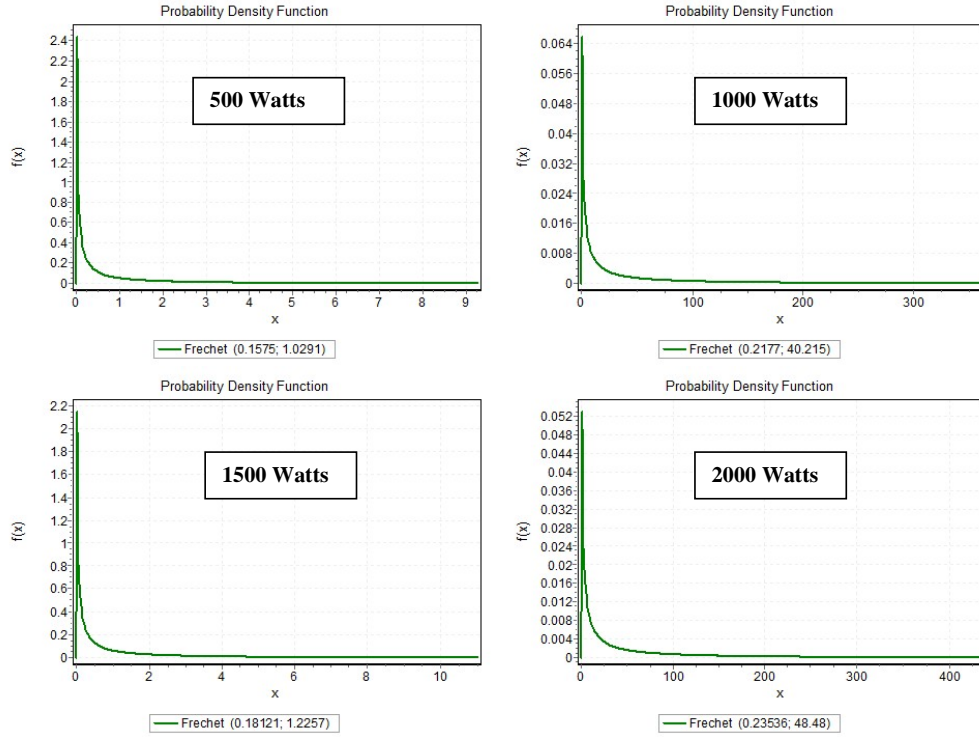 Probability Density Function
2.4
2.2
2
1.8
1.6
1.4
1.2
1
0.8
0.6
0.4
0.2
0
f(x)
500 Watts
0 1 2 3 4 5 6 7 8 9
x
Frechet (0.1575; 1.0291)
Probability Density Function
0.064
0.056
0.048
0.04
0.032
0.024
0.016
0.008
0
f(x)
1000 Watts
0 100 200 300
x
Frechet (0.2177; 40.215)
Probability Density Function
2.2
2
1.8
1.6
1.4
1.2
1
0.8
0.6
0.4
0.2
0
f(x)
1500 Watts
0 2 4 6 8 10
x
Frechet (0.18121; 1.2257)
Probability Density Function
0.052
0.048
0.044
0.04
0.036
0.032
0.028
0.024
0.02
0.016
0.012
0.008
0.004
0
f(x)
2000 Watts
0 100 200 300 400
x
Frechet (0.23536; 48.48)